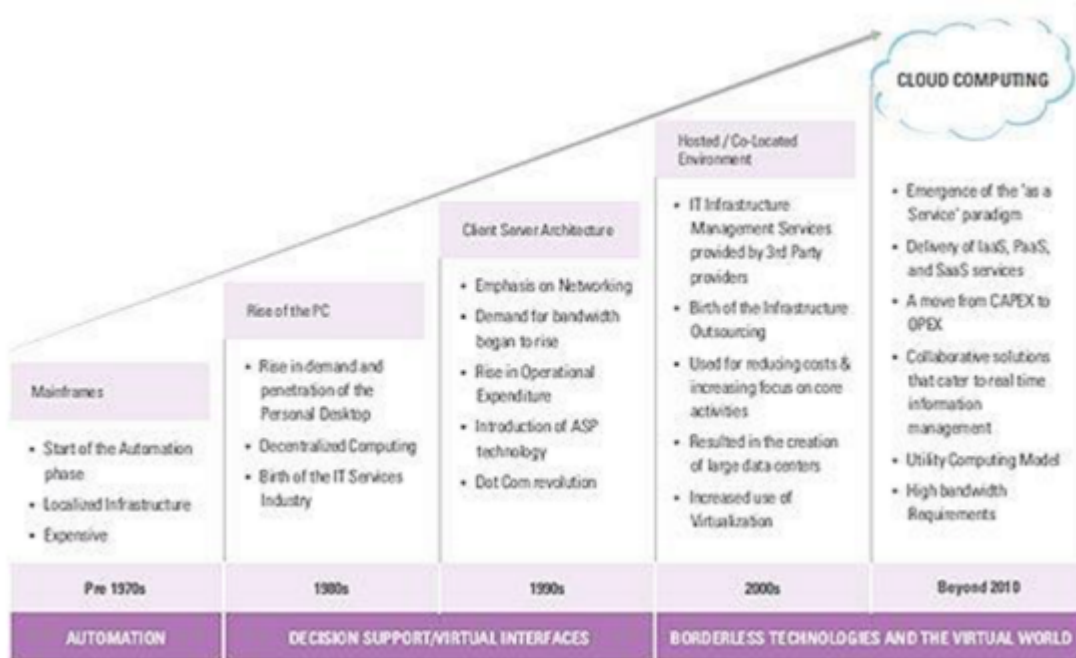 CLOUD COMPUTING
Hosted / Co-Located
Environment
Client Server Architecture
Rise of the PC
Mainframes
• Start of the Automation
phase
• Localized Infrastructure
• Expensive
• Rise in demand and
penetration of the
Personal Desktop
• Decentralized Computing
• Birth of the IT Services
Industry
• Emphasis on Networking
• Demand for bandwidth
began to rise
• Rise in Operational
Expenditure
• Introduction of ASP
technology
• Dot Com revolution
• IT Infrastructure
Management Services
provided by 3rd Party
providers
• Birth of the Infrastructure
Outsourcing
• Used for reducing costs &
increasing focus on core
activities
• Resulted in the creation
of large data centers
• Increased use of
Virtualization
• Emergence of the 'as a
Service' paradigm
• Delivery of IaaS, PaaS,
and SaaS services
• A move from CAPEX to
OPEX
• Collaborative solutions
that cater to real time
information
management
• Utility Computing Model
• High bandwidth
Requirements
Pre 1970s
1980s
1990s
2000s
Beyond 2010
AUTOMATION
DECISION SUPPORT/VIRTUAL INTERFACES
BORDERLESS TECHNOLOGIES AND THE VIRTUAL WORLD